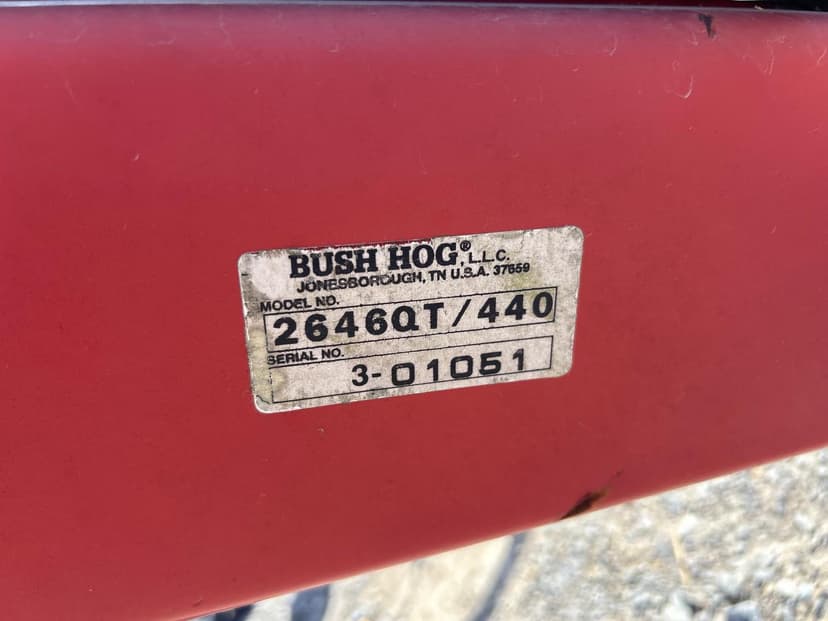 BUSH HOG®, L.L.C.
JONESBOROUGH, TN U.S.A. 37659
MODEL NO.
2646QT/440
SERIAL NO.
3-01051